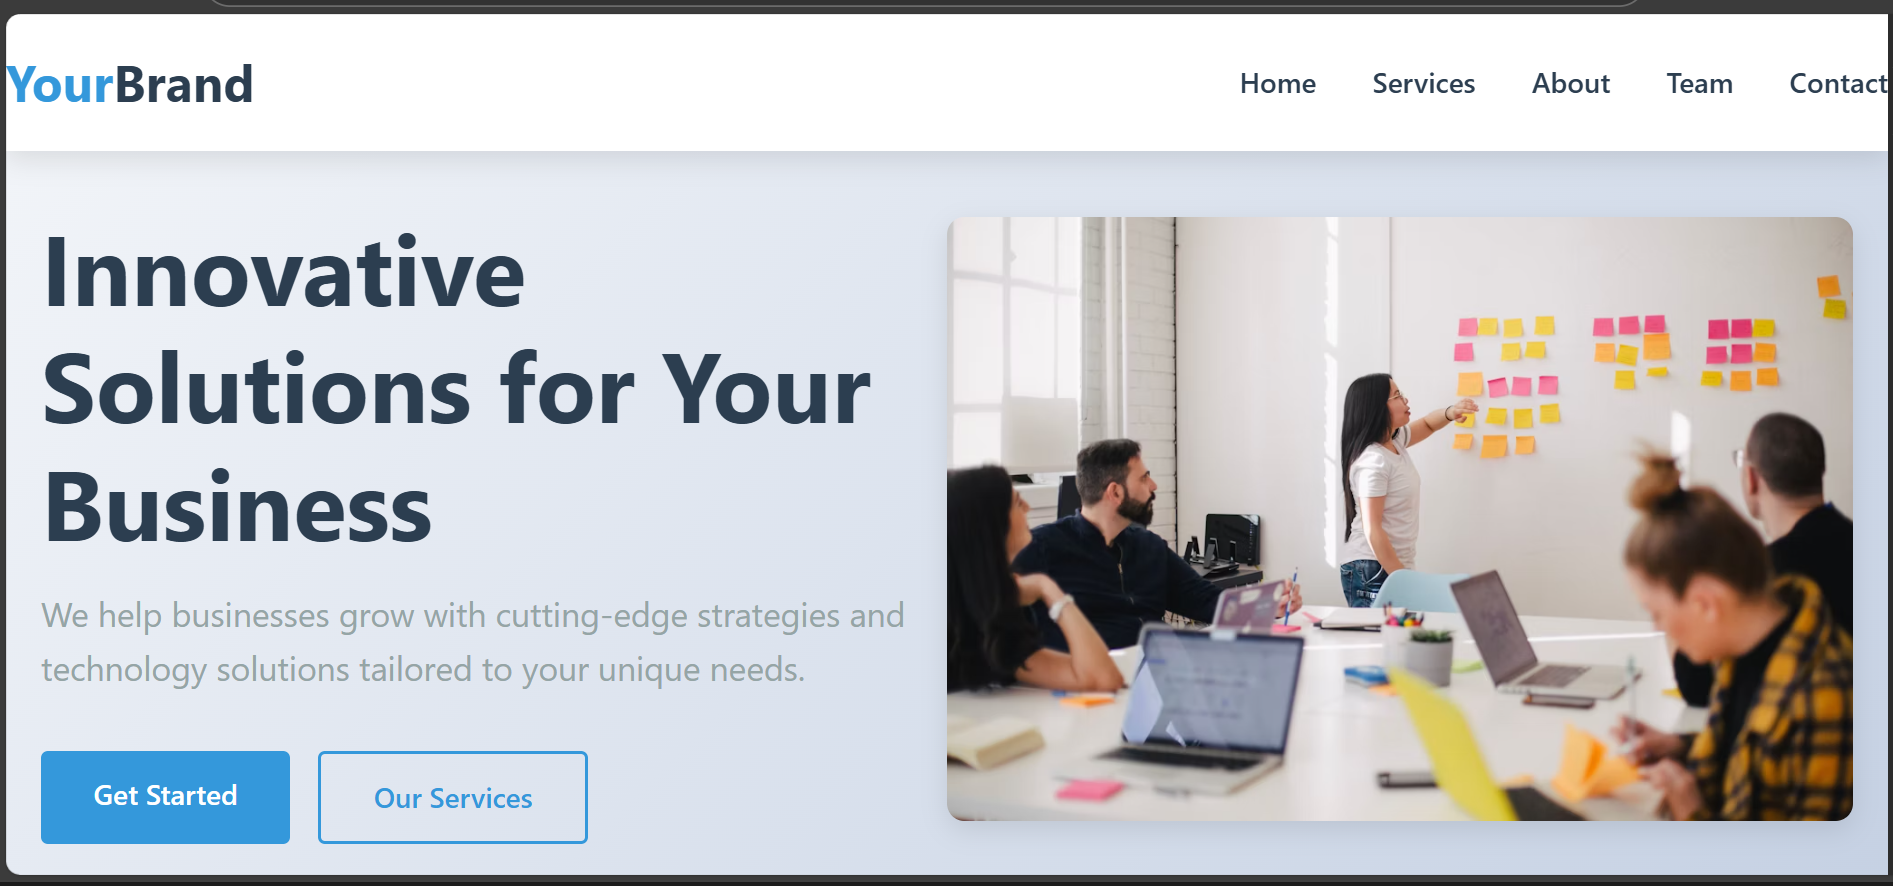 YourBrand
Home Services About Team Contact
Innovative
Solutions for Your
Business
We help businesses grow with cutting-edge strategies and
technology solutions tailored to your unique needs.
Get Started
Our Services